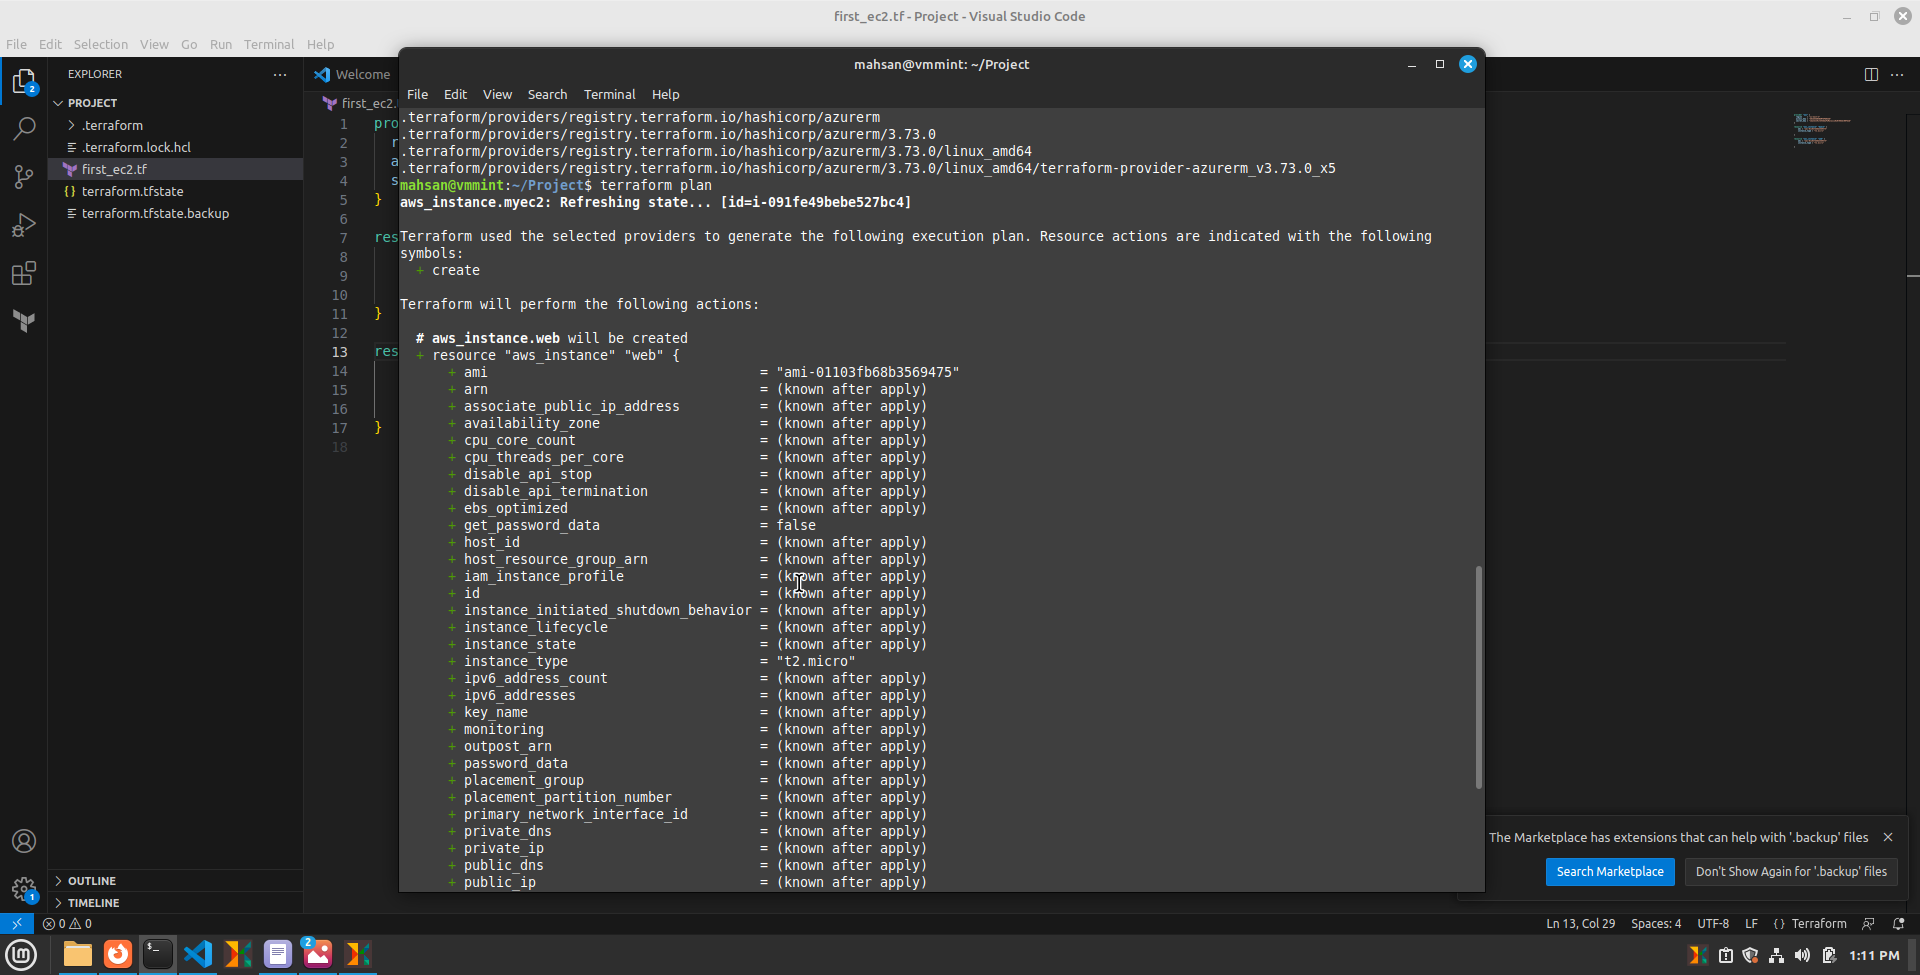 first_ec2.tf - Project - Visual Studio Code
File Edit Selection View Go Run Terminal Help
EXPLORER
2
PROJECT
.terraform
.terraform.lock.hcl
first_ec2.tf
terraform.tfstate
terraform.tfstate.backup
OUTLINE
TIMELINE
1
Welcome
first_ec2.
1 pro
2 r
3 a
4 s
5 }
6
7 res
8
9
10
11 }
12
13 res
14
15
16
17 }
18
mahsan@vmmint: ~/Project
File Edit View Search Terminal Help
.terraform/providers/registry.terraform.io/hashicorp/azurerm
.terraform/providers/registry.terraform.io/hashicorp/azurerm/3.73.0
.terraform/providers/registry.terraform.io/hashicorp/azurerm/3.73.0/linux_amd64
.terraform/providers/registry.terraform.io/hashicorp/azurerm/3.73.0/linux_amd64/terraform-provider-azurerm_v3.73.0_x5
mahsan@vmmint:~/Project$ terraform plan
aws_instance.myec2: Refreshing state... [id=i-091fe49bebe527bc4]
Terraform used the selected providers to generate the following execution plan. Resource actions are indicated with the following
symbols:
+ create
Terraform will perform the following actions:
# aws_instance.web will be created
+ resource "aws_instance" "web" {
+ ami = "ami-01103fb68b3569475"
+ arn = (known after apply)
+ associate_public_ip_address = (known after apply)
+ availability_zone = (known after apply)
+ cpu_core_count = (known after apply)
+ cpu_threads_per_core = (known after apply)
+ disable_api_stop = (known after apply)
+ disable_api_termination = (known after apply)
+ ebs_optimized = (known after apply)
+ get_password_data = false
+ host_id = (known after apply)
+ host_resource_group_arn = (known after apply)
+ iam_instance_profile = (known after apply)
+ id = (known after apply)
+ instance_initiated_shutdown_behavior = (known after apply)
+ instance_lifecycle = (known after apply)
+ instance_state = (known after apply)
+ instance_type = "t2.micro"
+ ipv6_address_count = (known after apply)
+ ipv6_addresses = (known after apply)
+ key_name = (known after apply)
+ monitoring = (known after apply)
+ outpost_arn = (known after apply)
+ password_data = (known after apply)
+ placement_group = (known after apply)
+ placement_partition_number = (known after apply)
+ primary_network_interface_id = (known after apply)
+ private_dns = (known after apply)
+ private_ip = (known after apply)
+ public_dns = (known after apply)
+ public_ip = (known after apply)
The Marketplace has extensions that can help with '.backup' files
Search Marketplace Don't Show Again for '.backup' files
0 0 Ln 13, Col 29 Spaces: 4 UTF-8 LF {} Terraform
2
1:11 PM